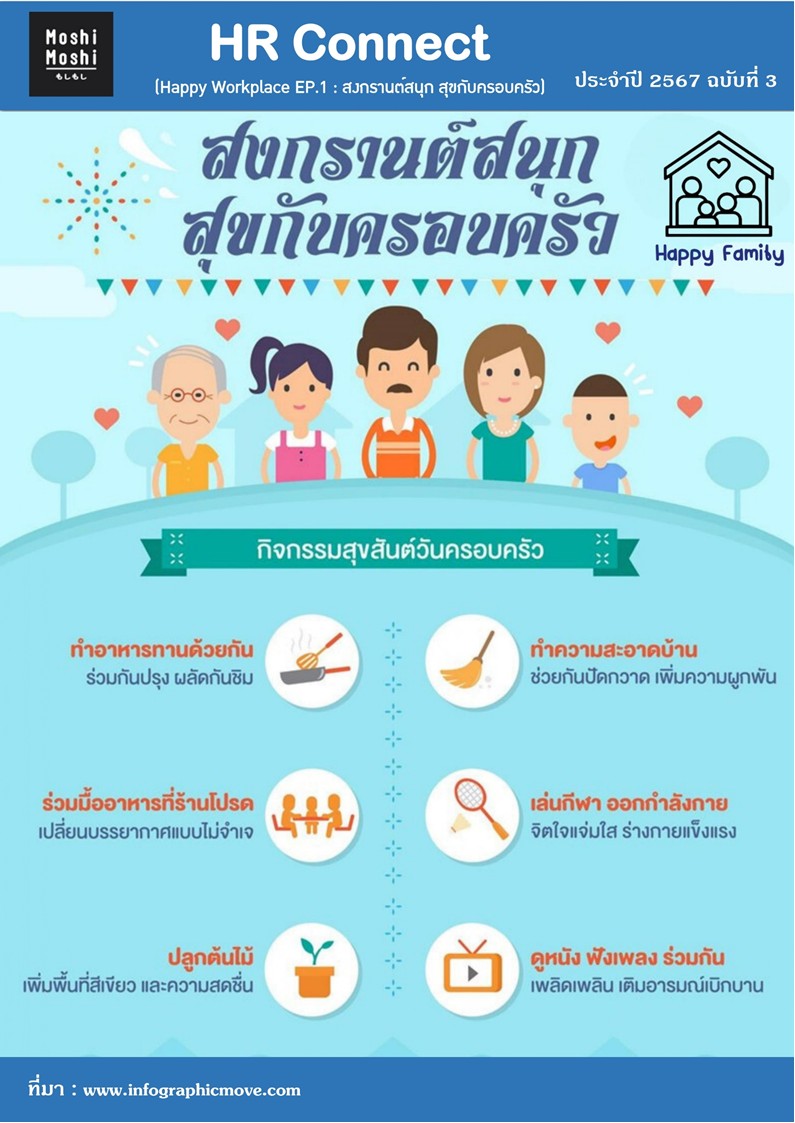 Moshi
Moshi
もしもし
HR Connect
(Happy Workplace EP.1 : สงกรานต์สนุก สุขกับครอบครัว)
ประจำปี 2567 ฉบับที่ 3
สงกรานต์สนุก
สุขกับครอบครัว
Happy Family
กิจกรรมสุขสันต์วันครอบครัว
ทำอาหารทานด้วยกัน
ร่วมกันปรุง ผลัดกันชิม
ทำความสะอาดบ้าน
ช่วยกันปัดกวาด เพิ่มความผูกพัน
ร่วมมื้ออาหารที่ร้านโปรด
เปลี่ยนบรรยากาศแบบไม่จำเจ
เล่นกีฬา ออกกำลังกาย
จิตใจแจ่มใส ร่างกายแข็งแรง
ปลูกต้นไม้
เพิ่มพื้นที่สีเขียว และความสดชื่น
ดูหนัง ฟังเพลง ร่วมกัน
เพลิดเพลิน เติมอารมณ์เบิกบาน
ที่มา : www.infographicmove.com